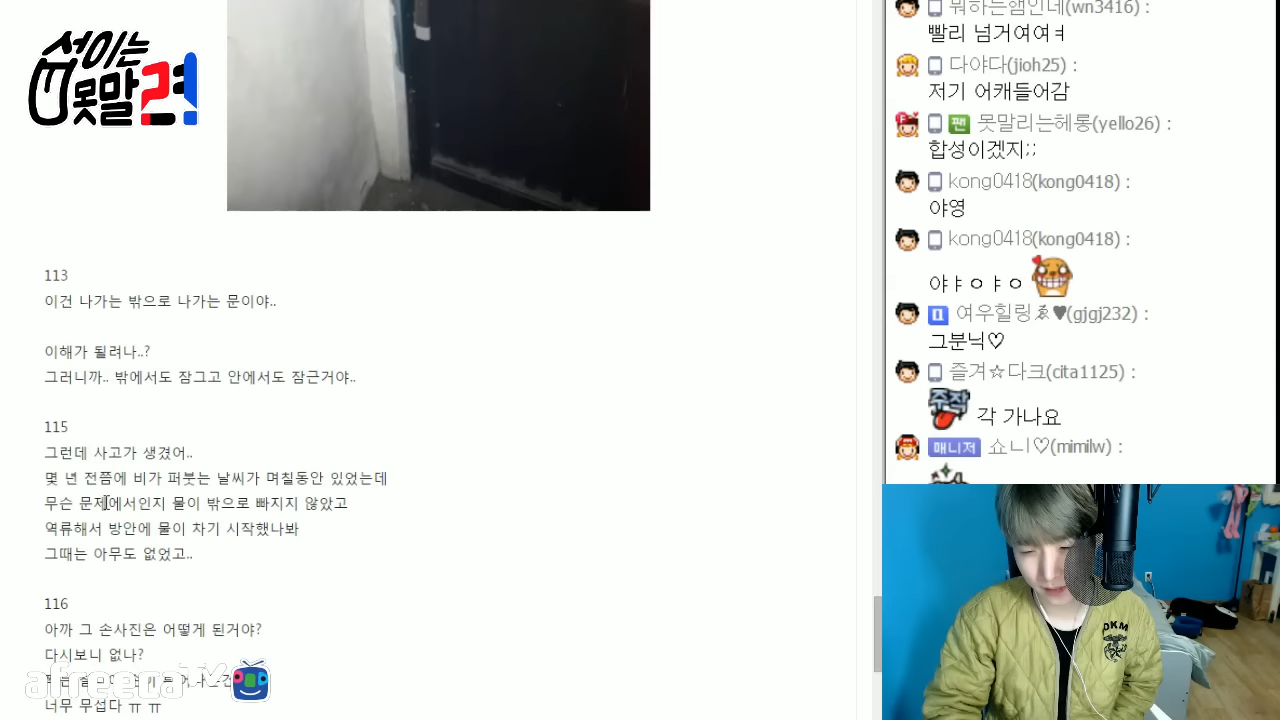 섭이는
못말려!
113
이건 나가는 밖으로 나가는 문이야..
이해가 될려나..?
그러니까.. 밖에서도 잠그고 안에서도 잠근거야..
115
그런데 사고가 생겼어..
몇 년 전쯤에 비가 퍼붓는 날씨가 며칠동안 있었는데
무슨 문제에서인지 물이 밖으로 빠지지 않았고
역류해서 방안에 물이 차기 시작했나봐
그때는 아무도 없었고..
116
아까 그 손사진은 어떻게 된거야?
다시보니 없나?
너무 무섭다 ㅠ ㅠ
afreecaTV
뭐하는햄인데(wn3416) :
빨리 넘거여여ㅕ
다야다(jioh25) :
저기 어캐들어감
팬 못말리는헤롱(yello26) :
합성이겠지;;
kong0418(kong0418) :
야영
kong0418(kong0418) :
야ㅑㅇㅑㅇ
여우힐링ゑ♥(gjgj232) :
그분닉♡
즐겨☆다크(cita1125) :
주작 각 가나요
매니저 쇼ㄴl♡(mimilw) :
DKM